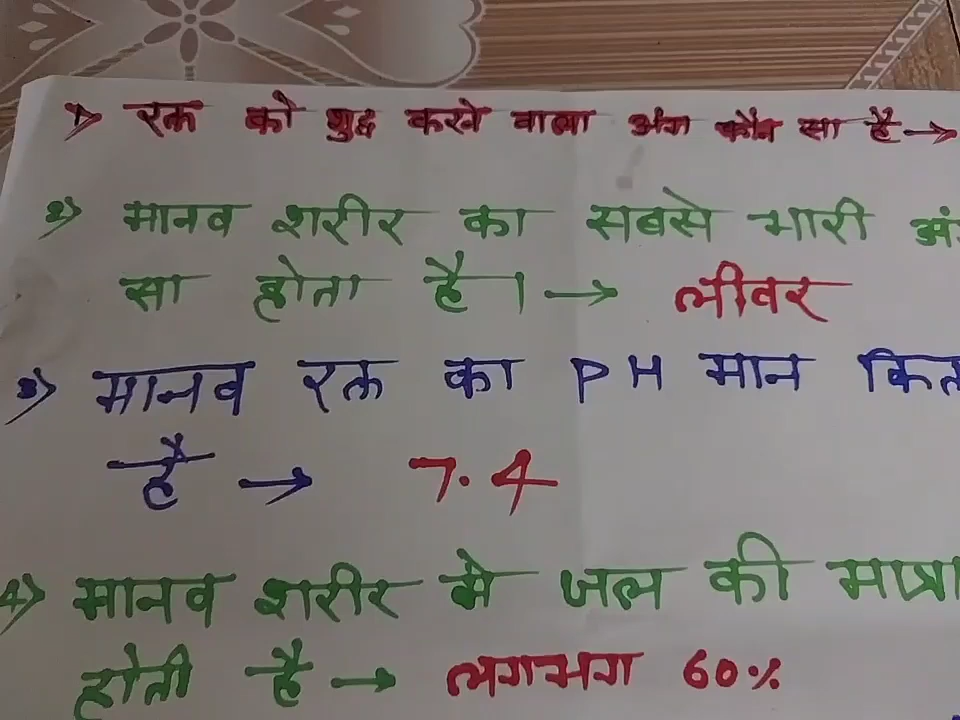 1> रक्त को शुद्ध करने वाला अंग कौन सा है→
2> मानव शरीर का सबसे भारी अं
सा होता है। → लीवर
3> मानव रक्त का PH मान कित
है → 7.4
4> मानव शरीर मे जल की मात्रा
होती है → लगभग 60%